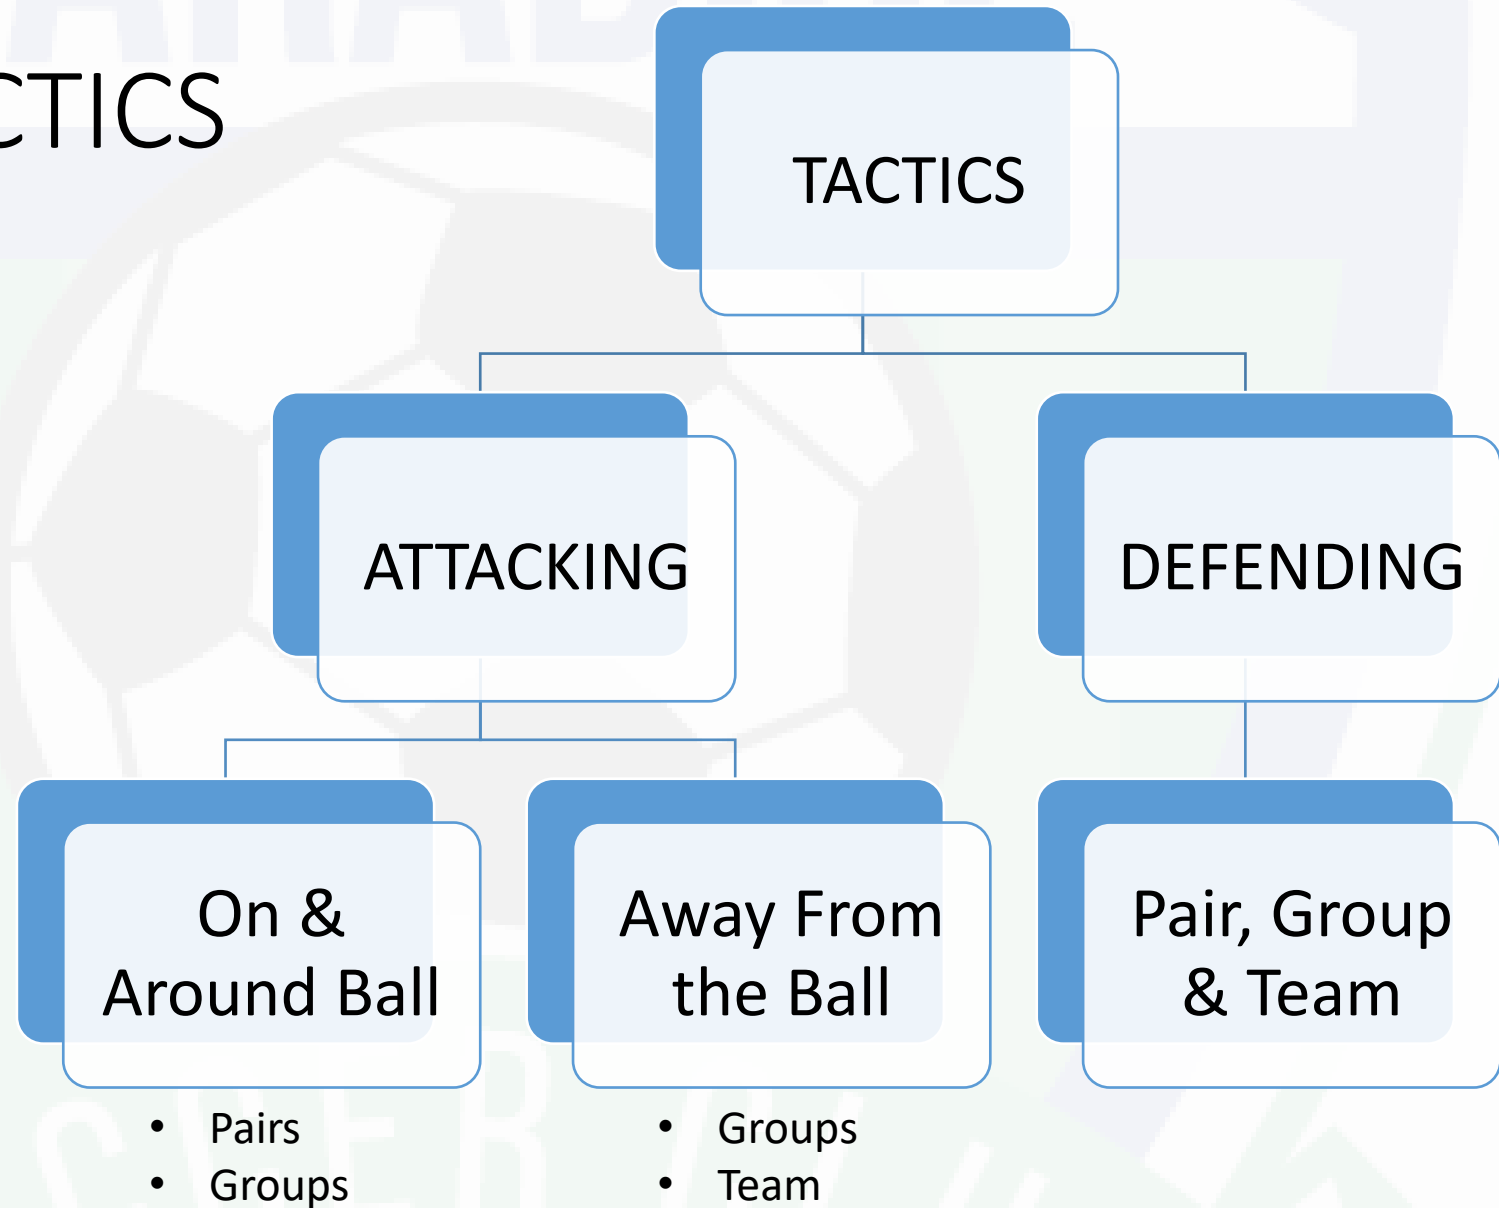 CTICS
TACTICS
ATTACKING
DEFENDING
On &
Around Ball
Away From
the Ball
Pair, Group
& Team
• Pairs
• Groups
• Groups
• Team